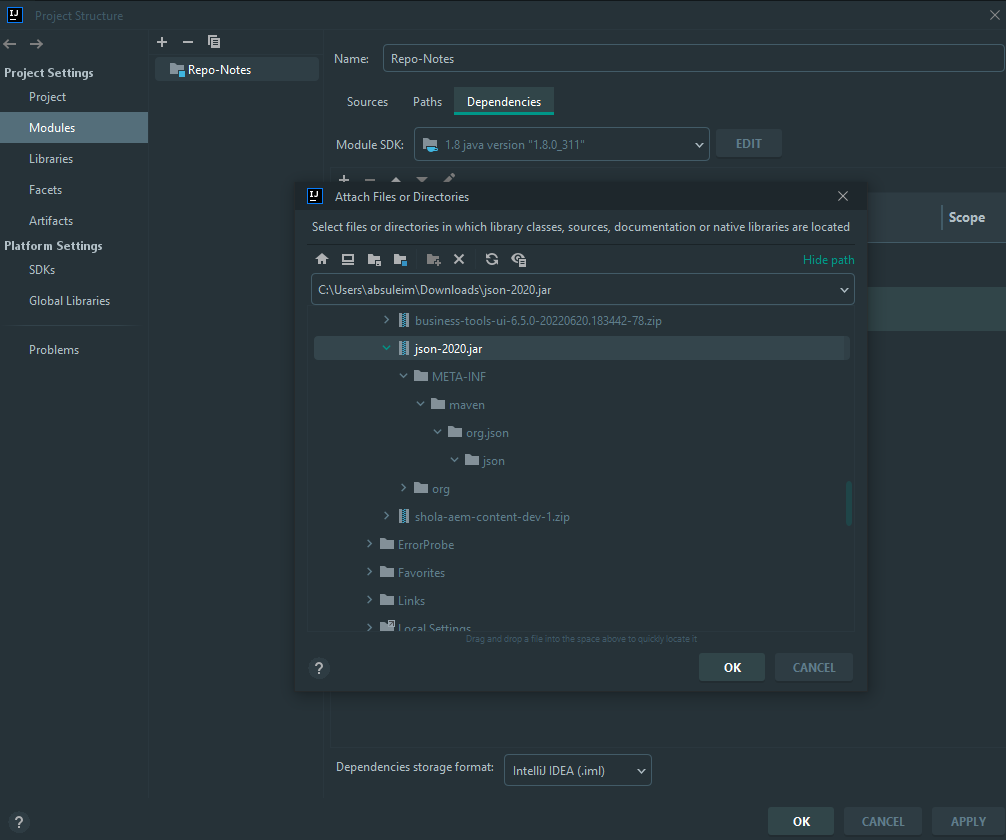 IJ Project Structure
Project Settings
Project
Modules
Libraries
Facets
Artifacts
Platform Settings
SDKs
Global Libraries
Problems
Repo-Notes
Name: Repo-Notes
Sources Paths Dependencies
Module SDK: 1.8 java version "1.8.0_311" EDIT
Scope
IJ Attach Files or Directories
Select files or directories in which library classes, sources, documentation or native libraries are located
Hide path
C:\Users\absuleim\Downloads\json-2020.jar
business-tools-ui-6.5.0-20220620.183442-78.zip
json-2020.jar
META-INF
maven
org.json
json
org
shola-aem-content-dev-1.zip
ErrorProbe
Favorites
Links
Local Settings
Drag and drop a file into the space above to quickly locate it
? OK CANCEL
Dependencies storage format: IntelliJ IDEA (.iml)
? OK CANCEL APPLY